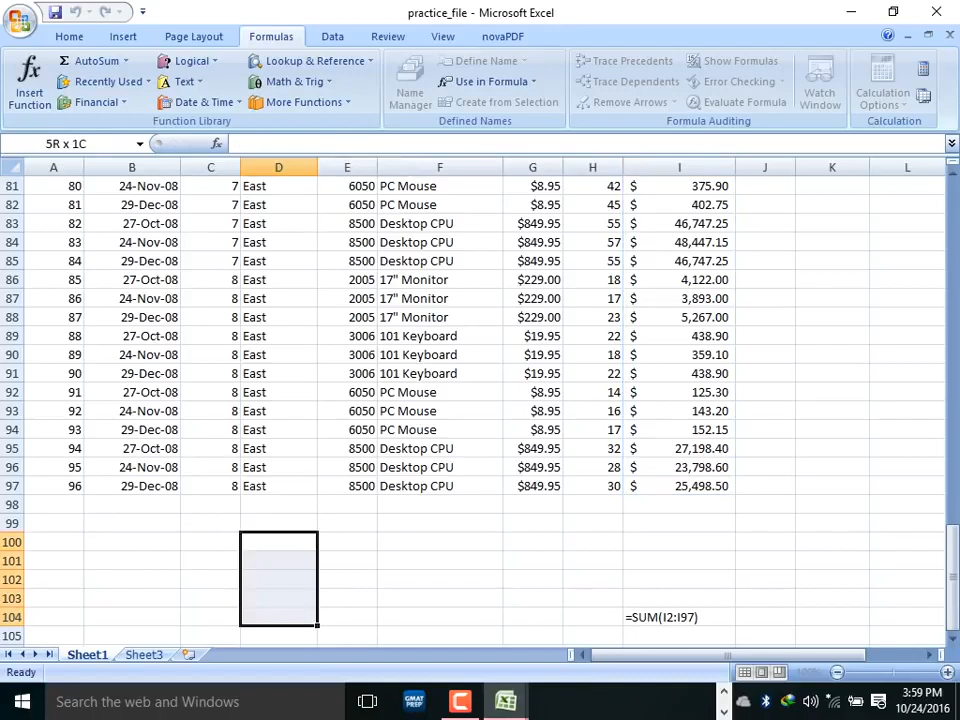 practice_file - Microsoft Excel
Home Insert Page Layout Formulas Data Review View novaPDF
fx Insert Function
Σ AutoSum Logical Lookup & Reference
Recently Used Text Math & Trig
Financial Date & Time More Functions
Function Library
Name Manager
Define Name
Use in Formula
Create from Selection
Defined Names
Trace Precedents Show Formulas
Trace Dependents Error Checking
Remove Arrows Evaluate Formula
Formula Auditing
Watch Window
Calculation Options
Calculation
5R x 1C fx
A B C D E F G H I J K L
81 80 24-Nov-08 7 East 6050 PC Mouse $8.95 42 $ 375.90
82 81 29-Dec-08 7 East 6050 PC Mouse $8.95 45 $ 402.75
83 82 27-Oct-08 7 East 8500 Desktop CPU $849.95 55 $ 46,747.25
84 83 24-Nov-08 7 East 8500 Desktop CPU $849.95 57 $ 48,447.15
85 84 29-Dec-08 7 East 8500 Desktop CPU $849.95 55 $ 46,747.25
86 85 27-Oct-08 8 East 2005 17" Monitor $229.00 18 $ 4,122.00
87 86 24-Nov-08 8 East 2005 17" Monitor $229.00 17 $ 3,893.00
88 87 29-Dec-08 8 East 2005 17" Monitor $229.00 23 $ 5,267.00
89 88 27-Oct-08 8 East 3006 101 Keyboard $19.95 22 $ 438.90
90 89 24-Nov-08 8 East 3006 101 Keyboard $19.95 18 $ 359.10
91 90 29-Dec-08 8 East 3006 101 Keyboard $19.95 22 $ 438.90
92 91 27-Oct-08 8 East 6050 PC Mouse $8.95 14 $ 125.30
93 92 24-Nov-08 8 East 6050 PC Mouse $8.95 16 $ 143.20
94 93 29-Dec-08 8 East 6050 PC Mouse $8.95 17 $ 152.15
95 94 27-Oct-08 8 East 8500 Desktop CPU $849.95 32 $ 27,198.40
96 95 24-Nov-08 8 East 8500 Desktop CPU $849.95 28 $ 23,798.60
97 96 29-Dec-08 8 East 8500 Desktop CPU $849.95 30 $ 25,498.50
98
99
100
101
102
103
104 =SUM(I2:I97)
105
Sheet1 Sheet3
Ready 100%
Search the web and Windows
GMAT PREP
3:59 PM
10/24/2016